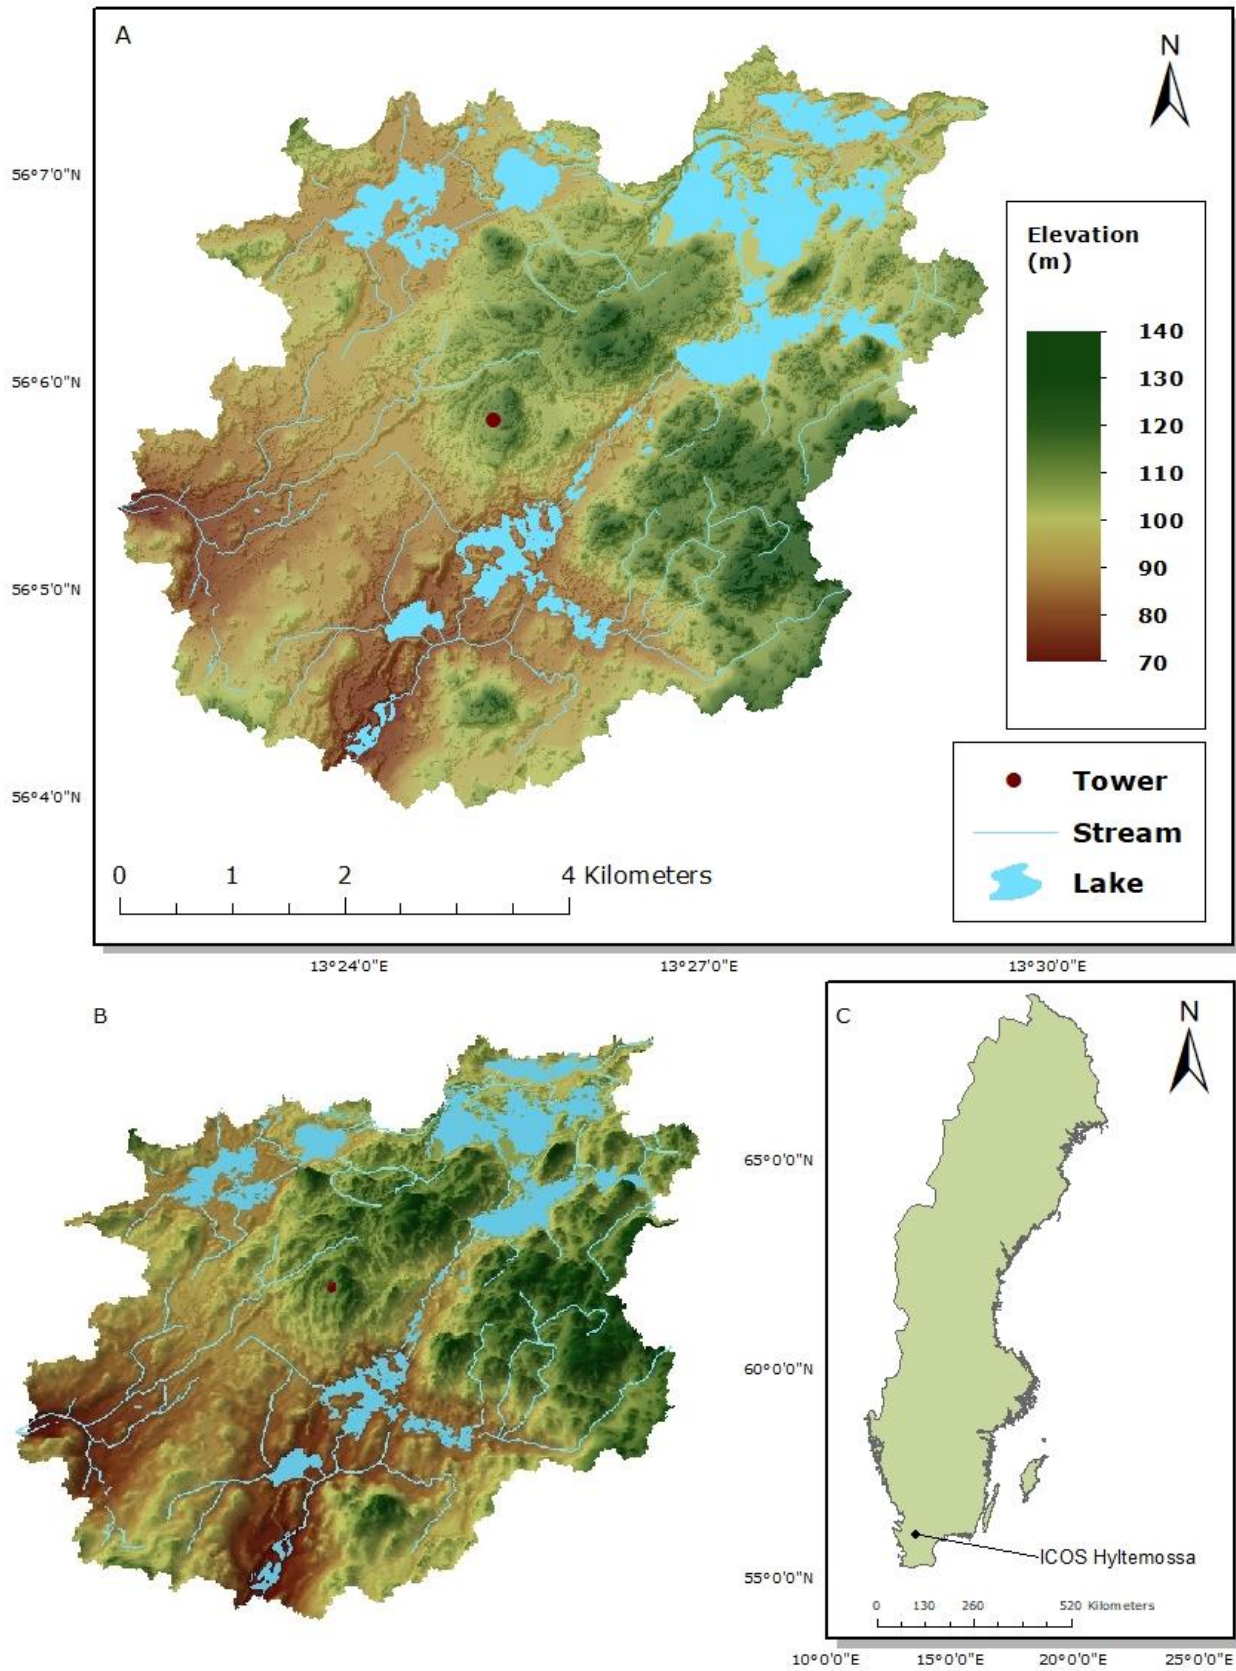 A
N
56°7'0"N
56°6'0"N
56°5'0"N
56°4'0"N
Elevation
(m)
140
130
120
110
100
90
80
70
Tower
Stream
Lake
0 1 2 4 Kilometers
13°24'0"E 13°27'0"E 13°30'0"E
B
C
N
65°0'0"N
60°0'0"N
55°0'0"N
ICOS Hyltemossa
0 130 260 520 Kilometers
10°0'0"E 15°0'0"E 20°0'0"E 25°0'0"E